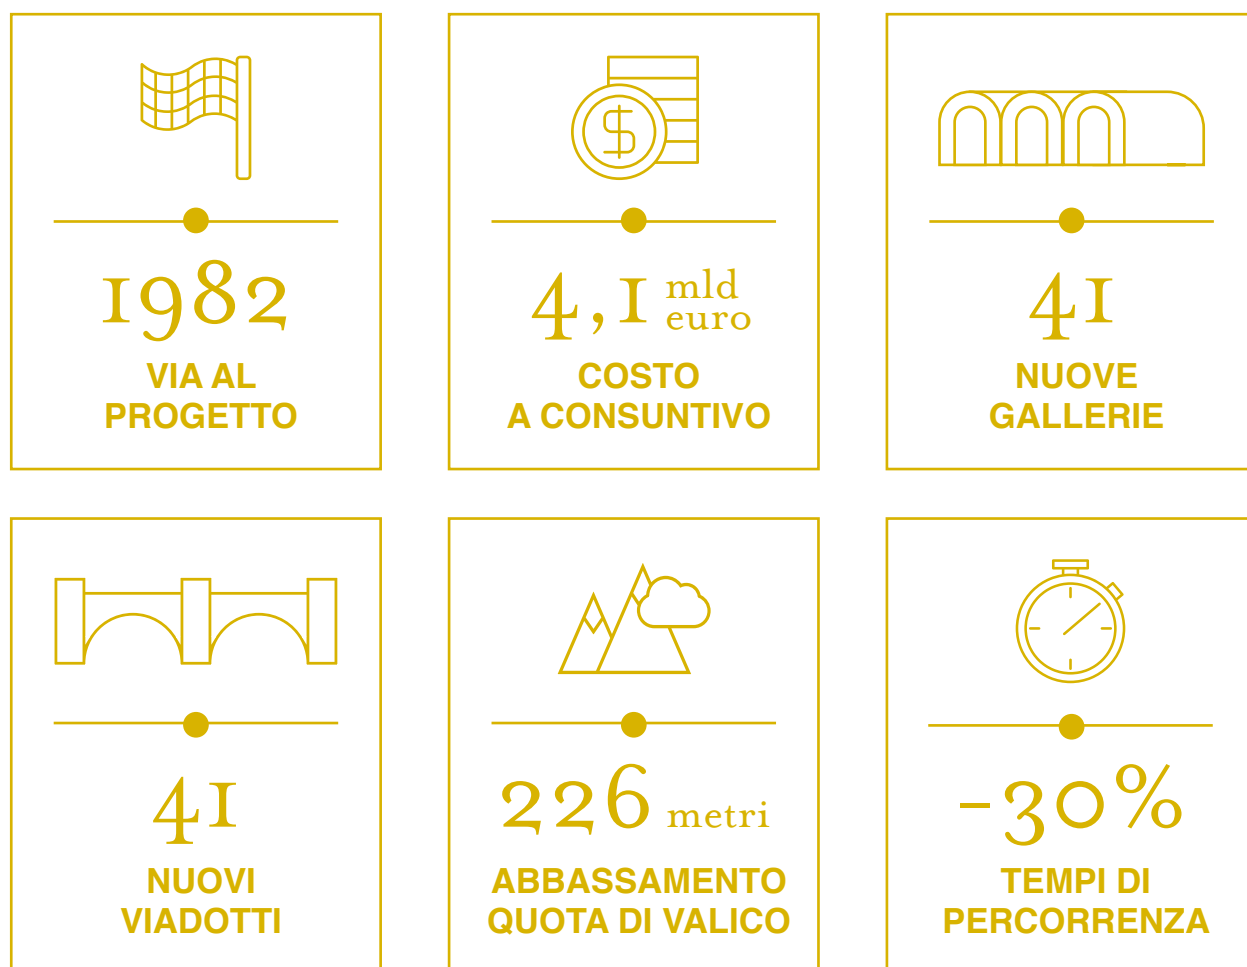 1982
VIA AL
PROGETTO
4,1 mld
euro
COSTO
A CONSUNTIVO
41
NUOVE
GALLERIE
41
NUOVI
VIADOTTI
226 metri
ABBASSAMENTO
QUOTA DI VALICO
-30%
TEMPI DI
PERCORRENZA